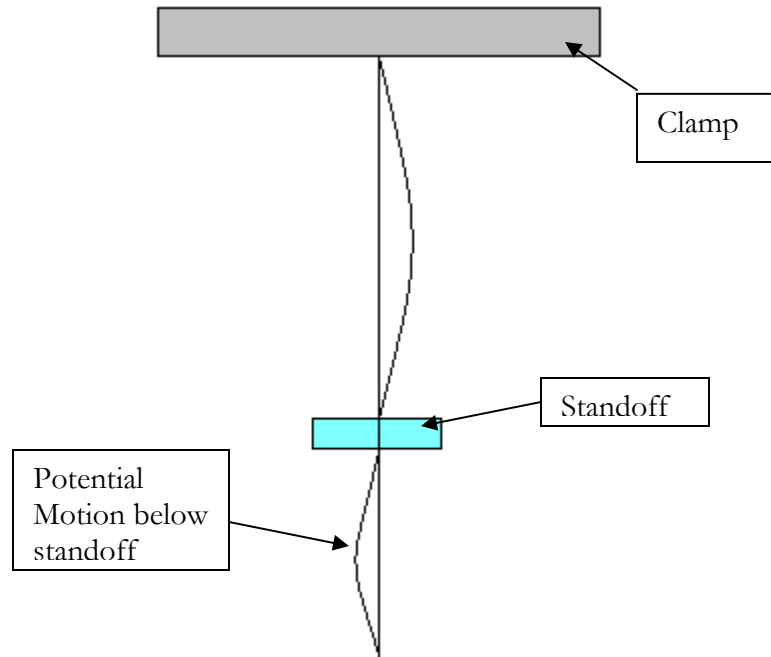 Clamp
Standoff
Potential
Motion below
standoff